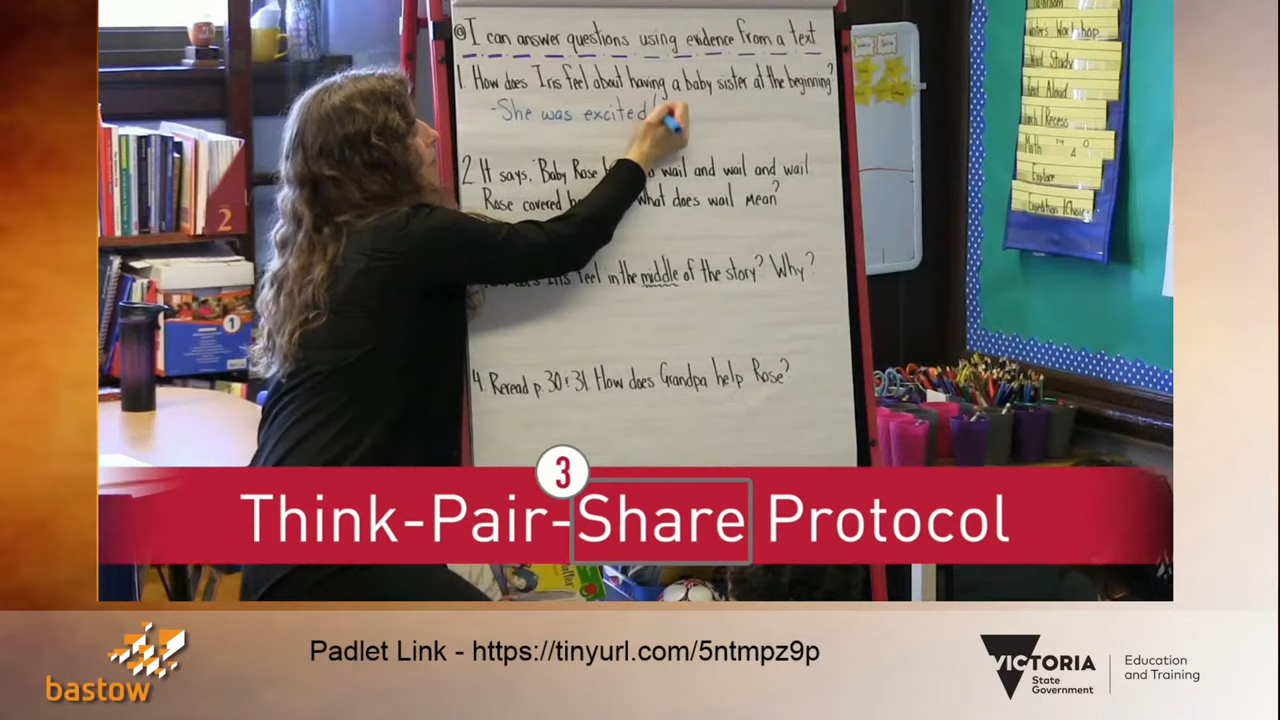 I can answer questions using evidence from a text
1. How does Iris feel about having a baby sister at the beginning?
- She was excited
2. It says, "Baby Rose wail and wail and wail
Rose covered What does wail mean?
Iris feel in the middle of the story? Why?
4. Reread p. 30 & 31. How does Grandpa help Rose?
Writers Workshop
Word Study
Read Aloud
Lunch/Recess
Math
Explore
2
1
3
Think-Pair-Share Protocol
bastow
Padlet Link - https://tinyurl.com/5ntmpz9p
VICTORIA
State
Government
Education
and Training